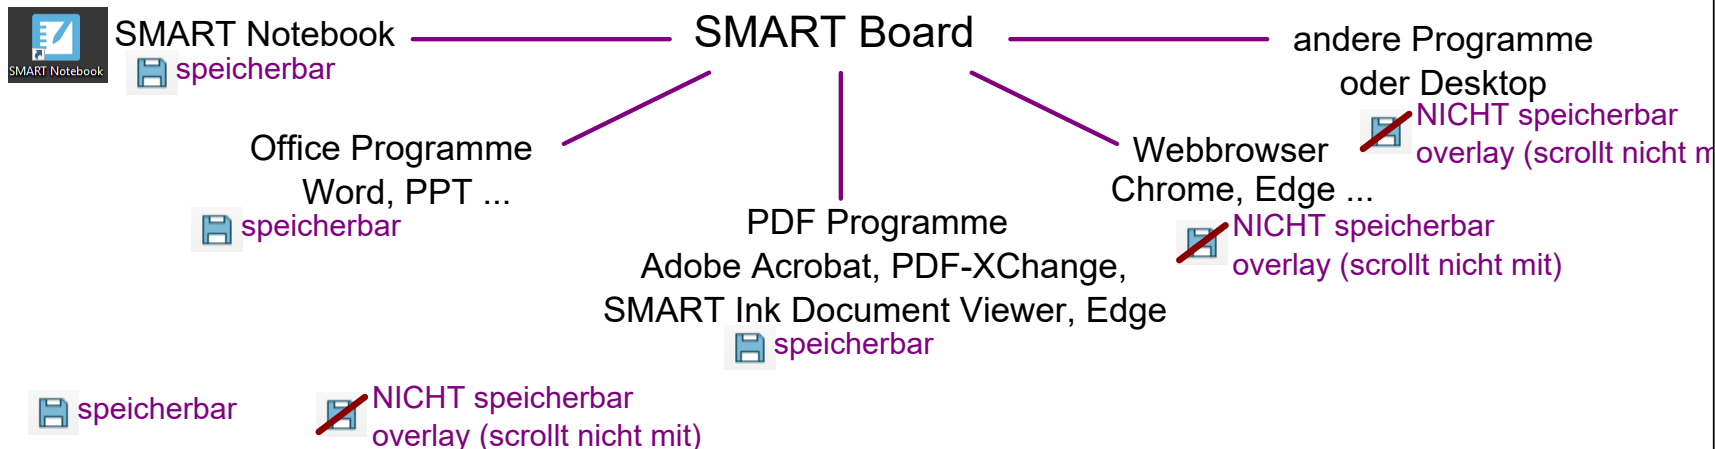 SMART Notebook
SMART Notebook
speicherbar
SMART Board
andere Programme
oder Desktop
NICHT speicherbar
overlay (scrollt nicht m
Office Programme
Word, PPT ...
speicherbar
PDF Programme
Adobe Acrobat, PDF-XChange,
SMART Ink Document Viewer, Edge
speicherbar
Webbrowser
Chrome, Edge ...
NICHT speicherbar
overlay (scrollt nicht mit)
speicherbar
NICHT speicherbar
overlay (scrollt nicht mit)